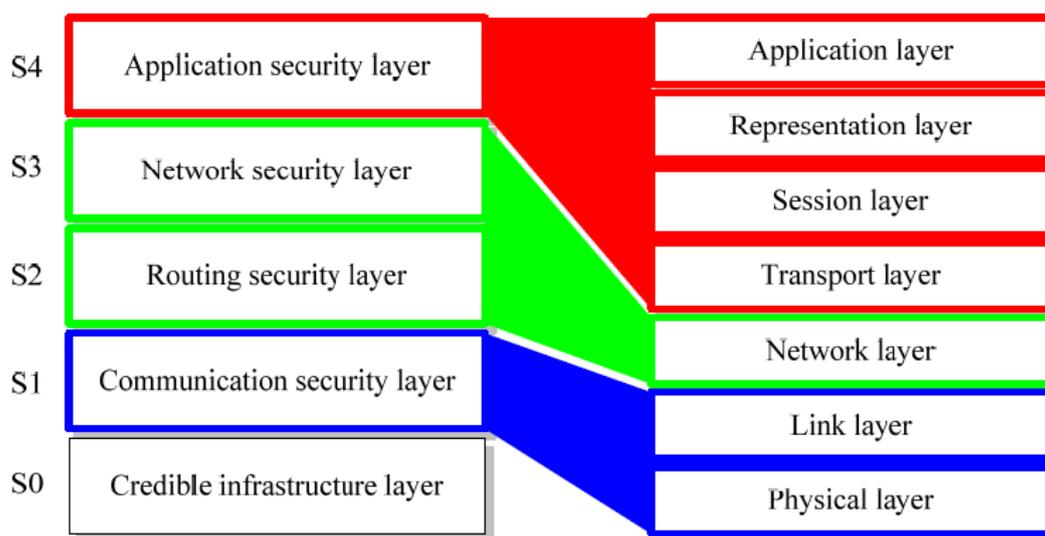 S4
Application security layer
Application layer
Representation layer
S3
Network security layer
Session layer
S2
Routing security layer
Transport layer
Network layer
S1
Communication security layer
Link layer
S0
Credible infrastructure layer
Physical layer